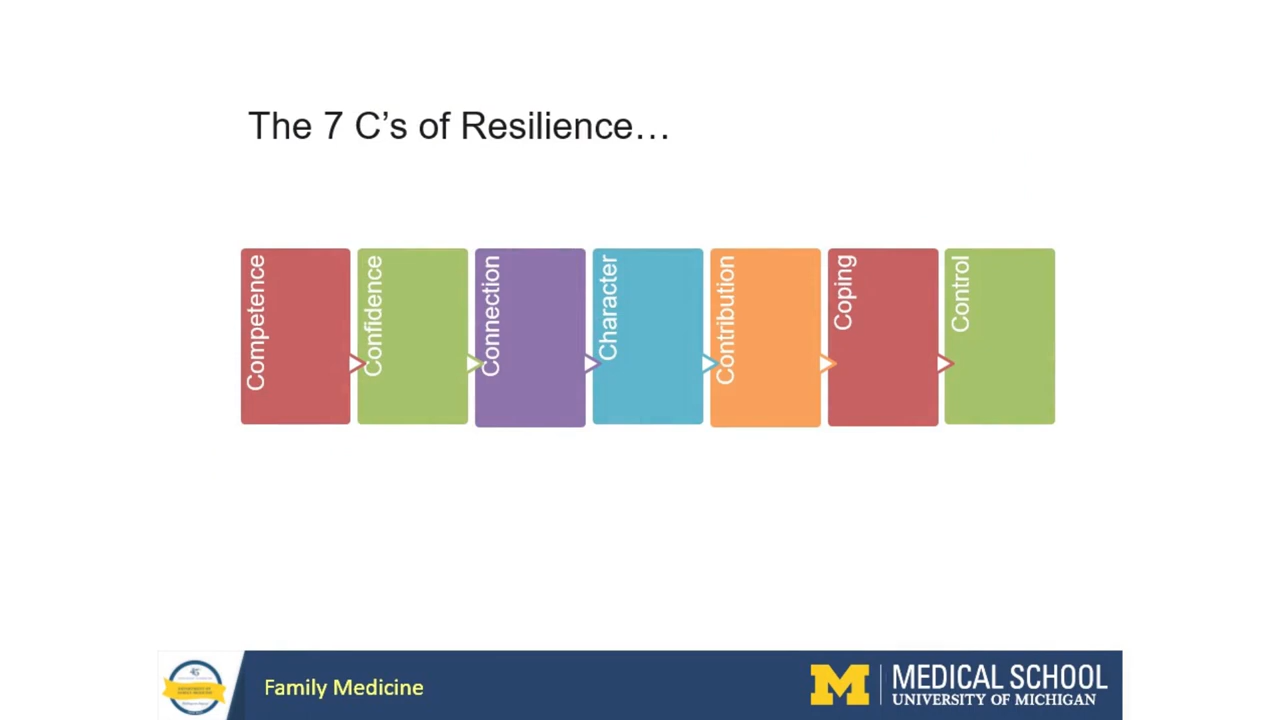 The 7 C’s of Resilience…
Competence
Confidence
Connection
Character
Contribution
Coping
Control
Family Medicine
M
MEDICAL SCHOOL
UNIVERSITY OF MICHIGAN